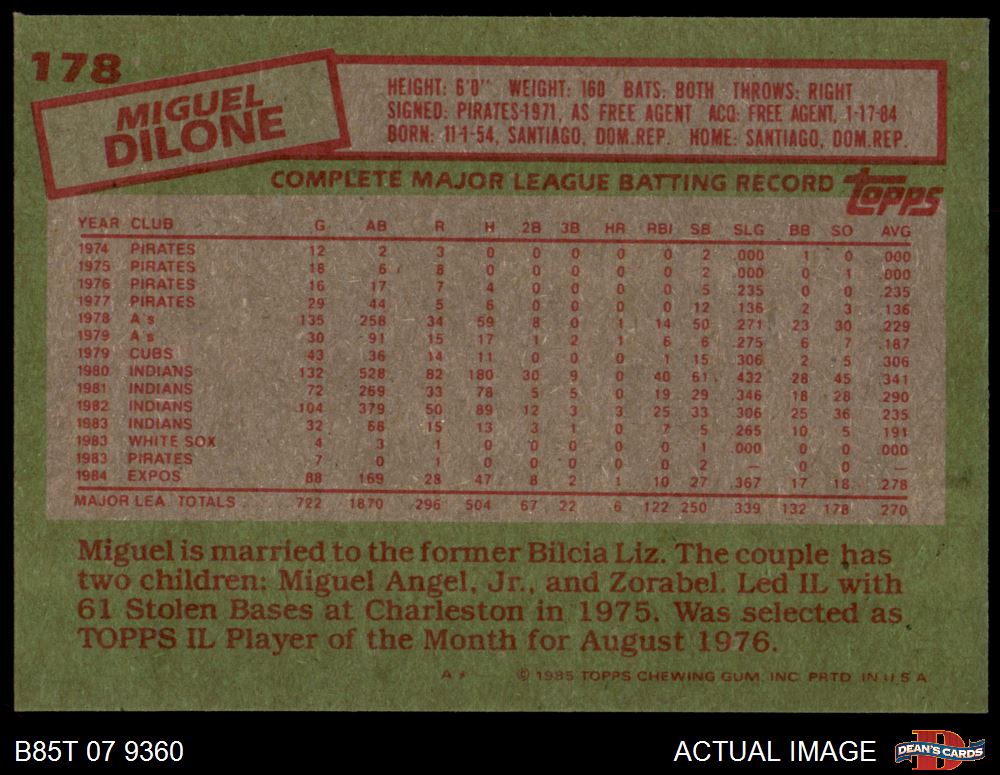 178
MIGUEL
DILONE
HEIGHT: 6'0" WEIGHT: 160 BATS: BOTH THROWS: RIGHT
SIGNED: PIRATES-1971, AS FREE AGENT ACQ: FREE AGENT, 1-17-84
BORN: 11-1-54, SANTIAGO, DOM.REP. HOME: SANTIAGO, DOM.REP.
COMPLETE MAJOR LEAGUE BATTING RECORD
topps
YEAR CLUB G AB R H 2B 3B HR RBI SB SLG BB SO AVG
1974 PIRATES 12 2 3 0 0 0 0 0 2 .000 1 0 .000
1975 PIRATES 18 6 8 0 0 0 0 0 2 .000 0 1 .000
1976 PIRATES 16 17 7 4 0 0 0 0 5 .235 0 0 .235
1977 PIRATES 29 44 5 6 0 0 0 0 12 .136 2 3 .136
1978 A's 135 258 34 59 8 0 1 14 50 .271 23 30 .229
1979 A's 30 91 15 17 1 2 1 6 6 .275 6 7 .187
1979 CUBS 43 36 14 11 0 0 0 1 15 .306 2 5 .306
1980 INDIANS 132 528 82 180 30 9 0 40 61 .432 28 45 .341
1981 INDIANS 72 269 33 78 5 5 0 19 29 .346 18 28 .290
1982 INDIANS 104 379 50 89 12 3 3 25 33 .306 25 36 .235
1983 INDIANS 32 68 15 13 3 1 0 7 5 .265 10 5 .191
1983 WHITE SOX 4 3 1 0 0 0 0 0 1 .000 0 0 .000
1983 PIRATES 7 0 1 0 0 0 0 0 2 — 0 0 —
1984 EXPOS 88 169 28 47 8 2 1 10 27 .367 17 18 .278
MAJOR LEA. TOTALS 722 1870 296 504 67 22 6 122 250 .339 132 178 .270
Miguel is married to the former Bilcia Liz. The couple has
two children: Miguel Angel, Jr., and Zorabel. Led IL with
61 Stolen Bases at Charleston in 1975. Was selected as
TOPPS IL Player of the Month for August 1976.
A* © 1985 TOPPS CHEWING GUM, INC. PRTD. IN U.S.A.
B85T 07 9360
ACTUAL IMAGE
D
DEAN'S CARDS